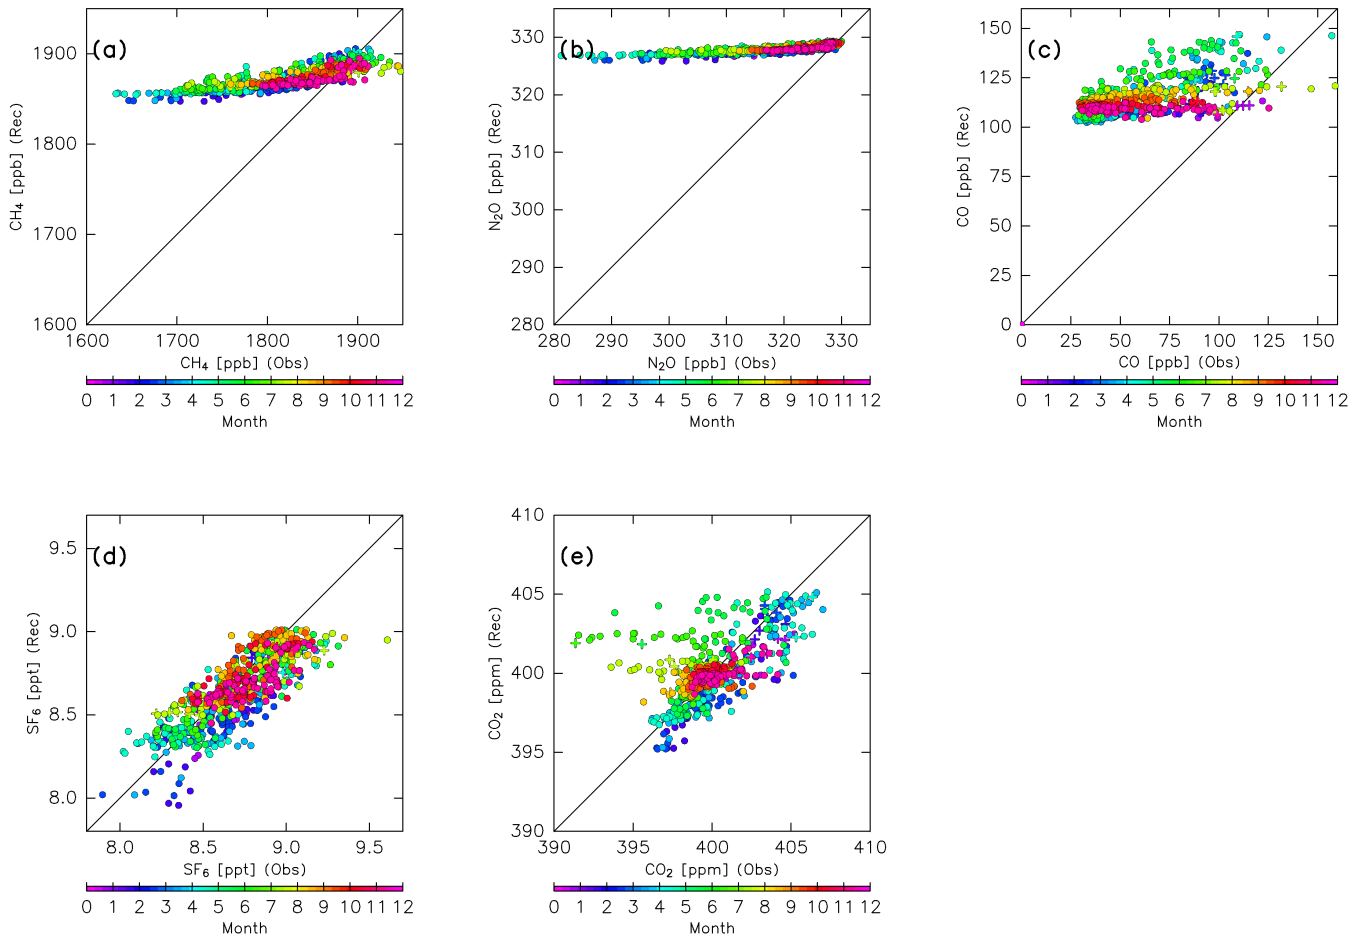 (a)
1900
1800
1700
1600
CH4 [ppb] (Rec)
1600 1700 1800 1900
CH4 [ppb] (Obs)
0 1 2 3 4 5 6 7 8 9 10 11 12
Month
(b)
330
320
310
300
290
280
N2O [ppb] (Rec)
280 290 300 310 320 330
N2O [ppb] (Obs)
0 1 2 3 4 5 6 7 8 9 10 11 12
Month
(c)
150
125
100
75
50
25
0
CO [ppb] (Rec)
0 25 50 75 100 125 150
CO [ppb] (Obs)
0 1 2 3 4 5 6 7 8 9 10 11 12
Month
(d)
9.5
9.0
8.5
8.0
SF6 [ppt] (Rec)
8.0 8.5 9.0 9.5
SF6 [ppt] (Obs)
0 1 2 3 4 5 6 7 8 9 10 11 12
Month
(e)
410
405
400
395
390
CO2 [ppm] (Rec)
390 395 400 405 410
CO2 [ppm] (Obs)
0 1 2 3 4 5 6 7 8 9 10 11 12
Month